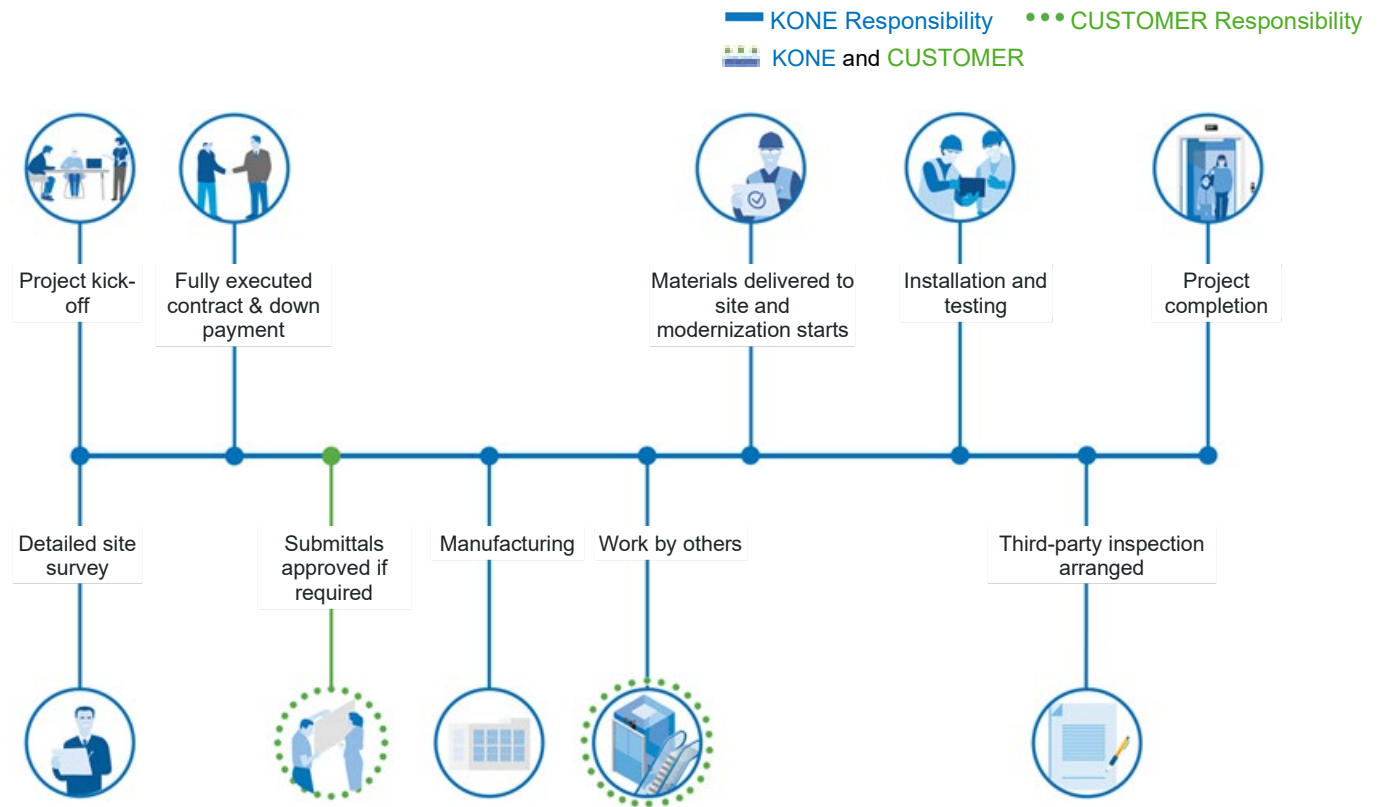 KONE Responsibility
CUSTOMER Responsibility
KONE and CUSTOMER
Project kick-
off
Fully executed
contract & down
payment
Materials delivered to
site and
modernization starts
Installation and
testing
Project
completion
Detailed site
survey
Submittals
approved if
required
Manufacturing
Work by others
Third-party inspection
arranged